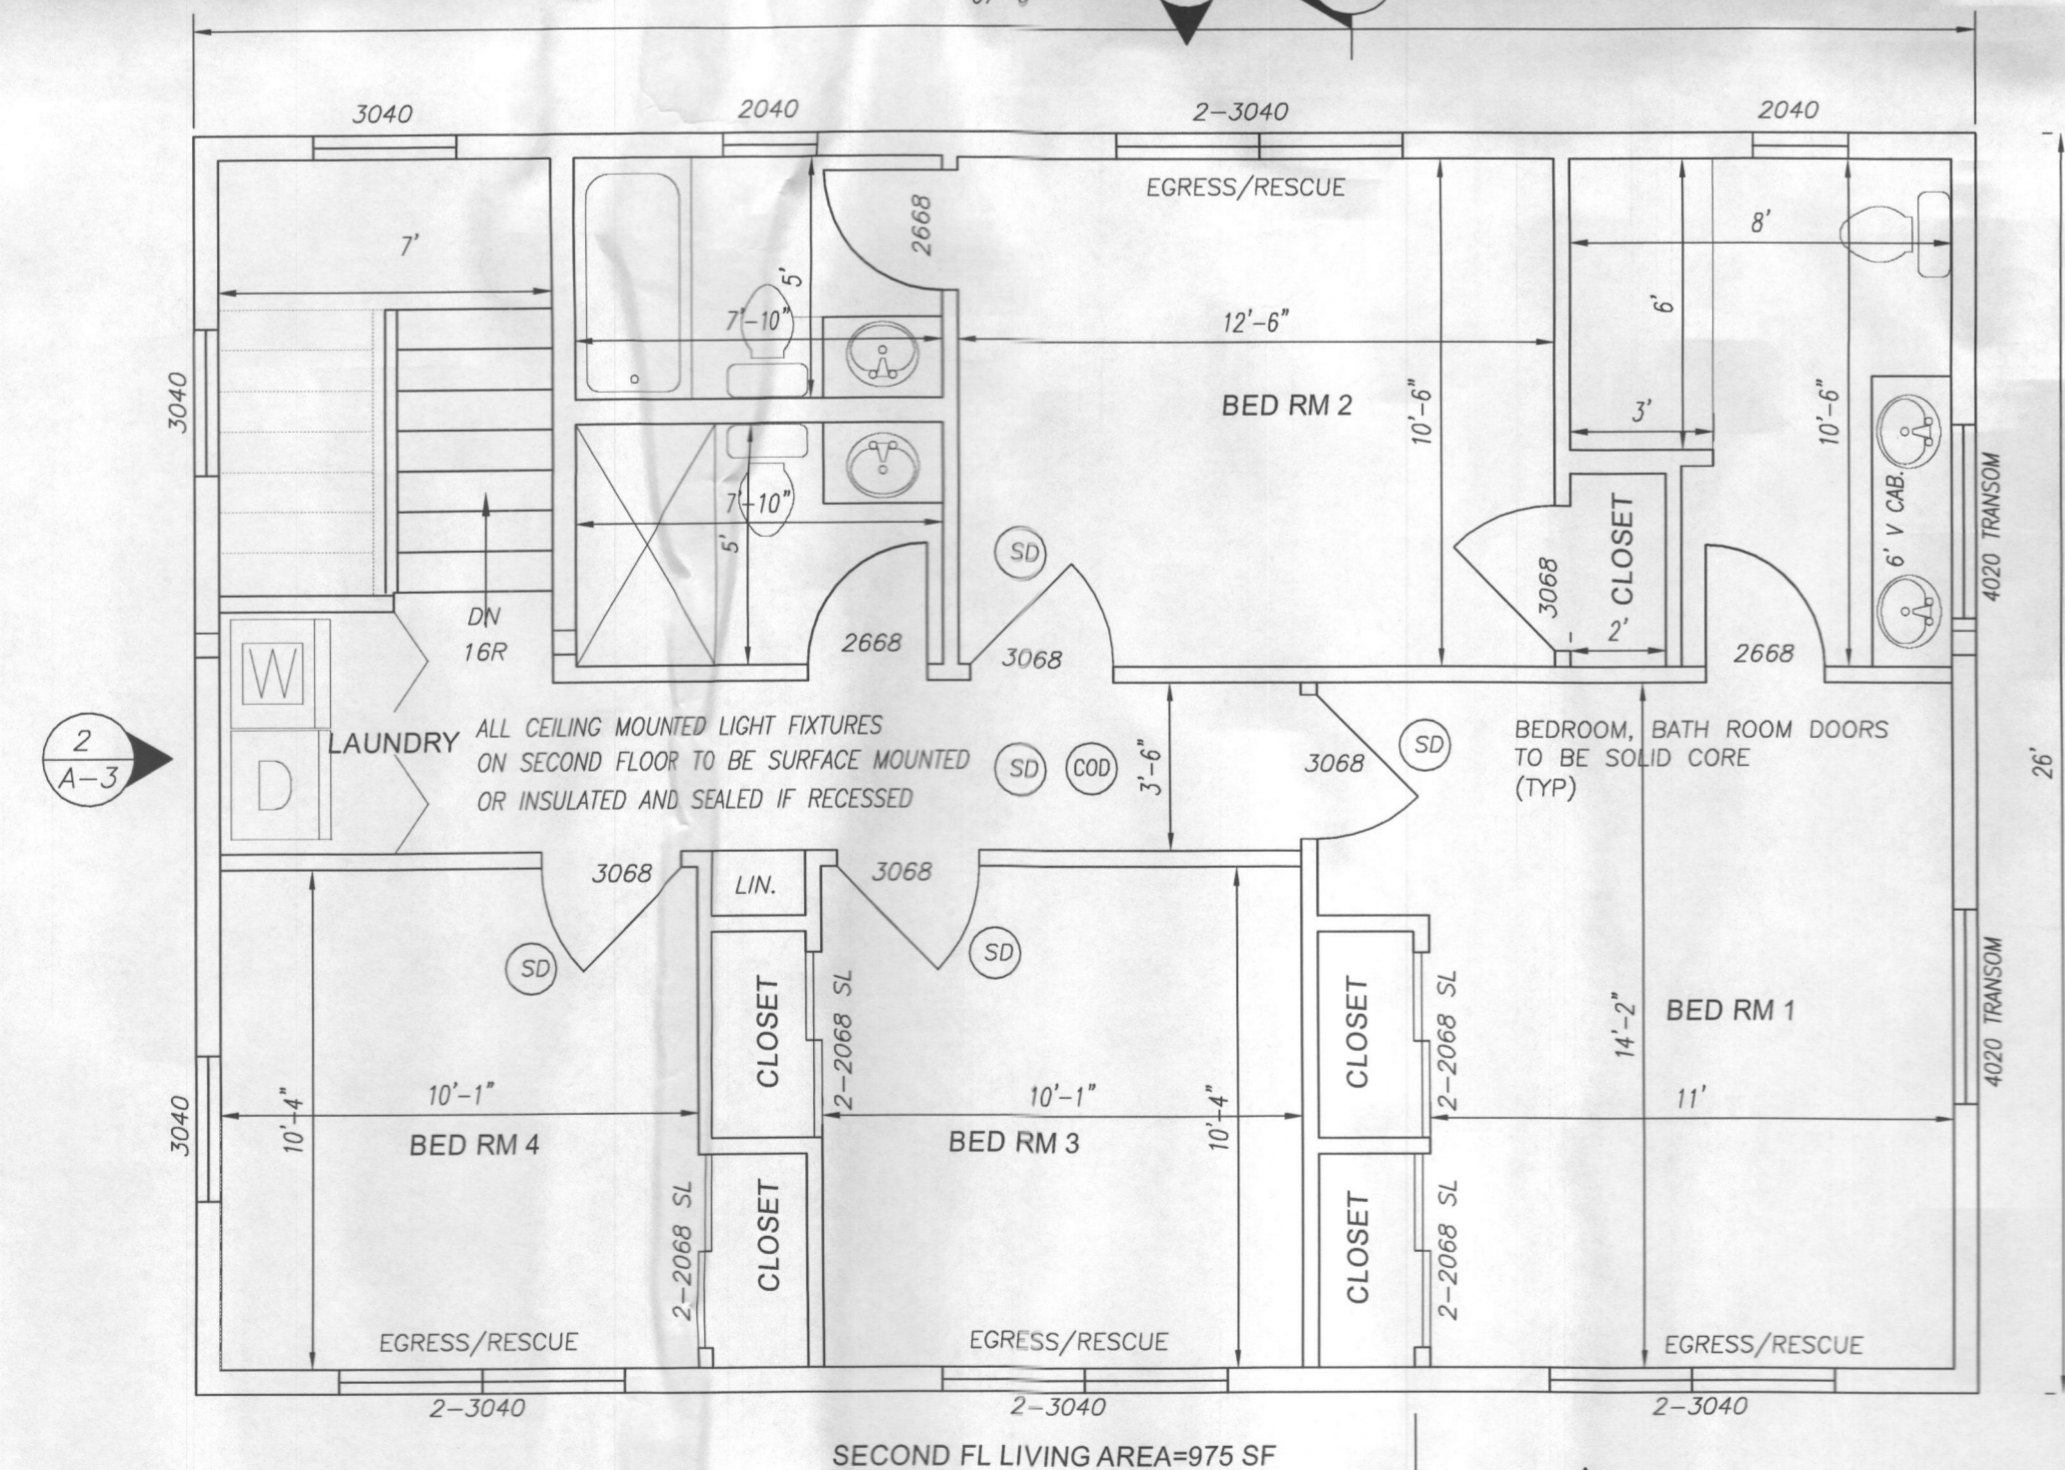 3040
2040
2-3040
2040
EGRESS/RESCUE
2668
7'
5'
8'
6'
7'-10"
12'-6"
3040
BED RM 2
10'-6"
3'
10'-6"
7'-10"
5'
SD
3068
CLOSET
2'
6' V CAB.
4020 TRANSOM
DN
16R
2668
3068
2668
W
D
LAUNDRY
ALL CEILING MOUNTED LIGHT FIXTURES
ON SECOND FLOOR TO BE SURFACE MOUNTED
OR INSULATED AND SEALED IF RECESSED
2
A-3
SD
COD
3'-6"
3068
SD
BEDROOM, BATH ROOM DOORS
TO BE SOLID CORE
(TYP)
26'
3068
LIN.
3068
SD
SD
CLOSET
2-2068 SL
CLOSET
2-2068 SL
14'-2"
BED RM 1
4020 TRANSOM
3040
10'-4"
10'-1"
BED RM 4
10'-1"
BED RM 3
10'-4"
11'
2-2068 SL
CLOSET
CLOSET
2-2068 SL
EGRESS/RESCUE
EGRESS/RESCUE
EGRESS/RESCUE
2-3040
2-3040
2-3040
SECOND FL LIVING AREA=975 SF